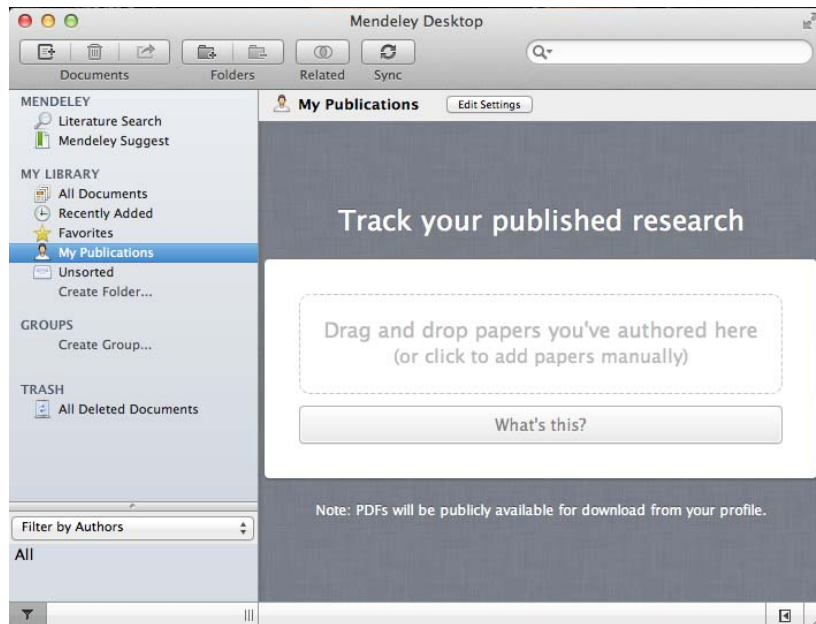 Mendeley Desktop
Documents
Folders
Related
Sync
MENDELEY
Literature Search
Mendeley Suggest
MY LIBRARY
All Documents
Recently Added
Favorites
My Publications
Unsorted
Create Folder...
GROUPS
Create Group...
TRASH
All Deleted Documents
Filter by Authors
All
My Publications
Edit Settings
Track your published research
Drag and drop papers you've authored here
(or click to add papers manually)
What's this?
Note: PDFs will be publicly available for download from your profile.